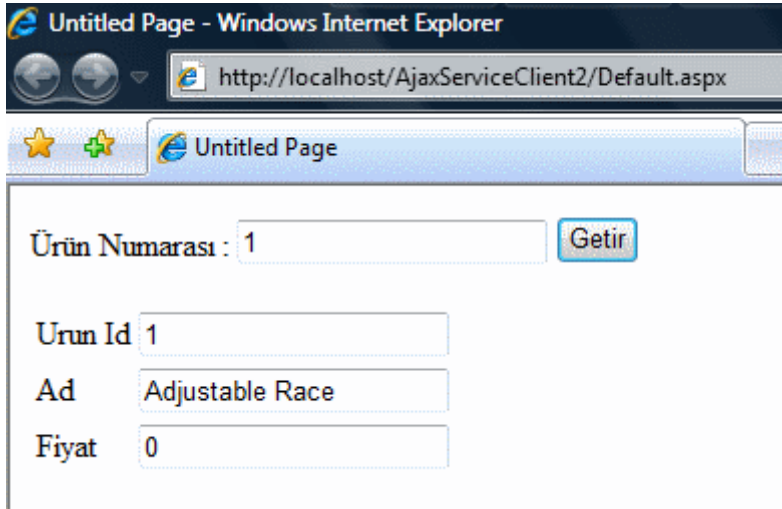 Untitled Page - Windows Internet Explorer
http://localhost/AjaxServiceClient2/Default.aspx
Untitled Page
Ürün Numarası : 1 Getir
Urun Id 1
Ad Adjustable Race
Fiyat 0